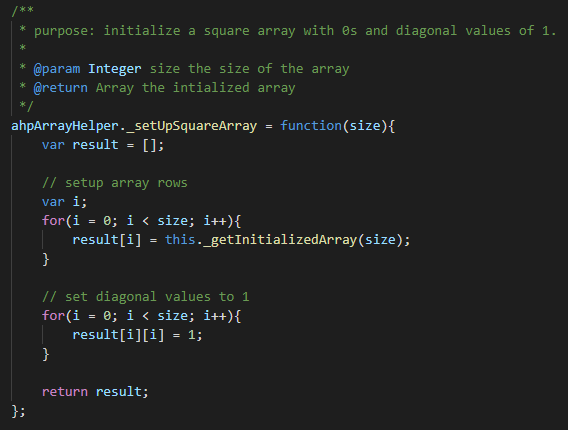 /**
 * purpose: initialize a square array with 0s and diagonal values of 1.
 *
 * @param Integer size the size of the array
 * @return Array the intialized array
 */
ahpArrayHelper._setUpSquareArray = function(size){
    var result = [];

    // setup array rows
    var i;
    for(i = 0; i < size; i++){
        result[i] = this._getInitializedArray(size);
    }

    // set diagonal values to 1
    for(i = 0; i < size; i++){
        result[i][i] = 1;
    }

    return result;
};